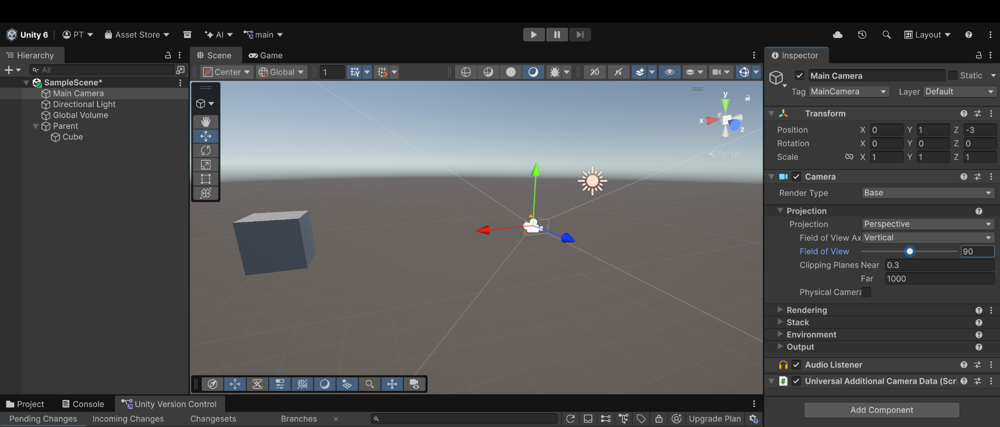 Unity 6 PT Asset Store AI main Layout
Hierarchy
All
SampleScene*
Main Camera
Directional Light
Global Volume
Parent
Cube
Scene Game
Center Global 1 2D
y
x
z
Persp
Inspector
Main Camera Static
Tag MainCamera Layer Default
Transform
Position X 0 Y 1 Z -3
Rotation X 0 Y 0 Z 0
Scale X 1 Y 1 Z 1
Camera
Render Type Base
Projection
Projection Perspective
Field of View Ax Vertical
Field of View 90
Clipping Planes Near 0.3
Far 1000
Physical Camera
Rendering
Stack
Environment
Output
Audio Listener
# Universal Additional Camera Data (Scri
Add Component
Project Console Unity Version Control
Pending Changes Incoming Changes Changesets Branches × Upgrade Plan